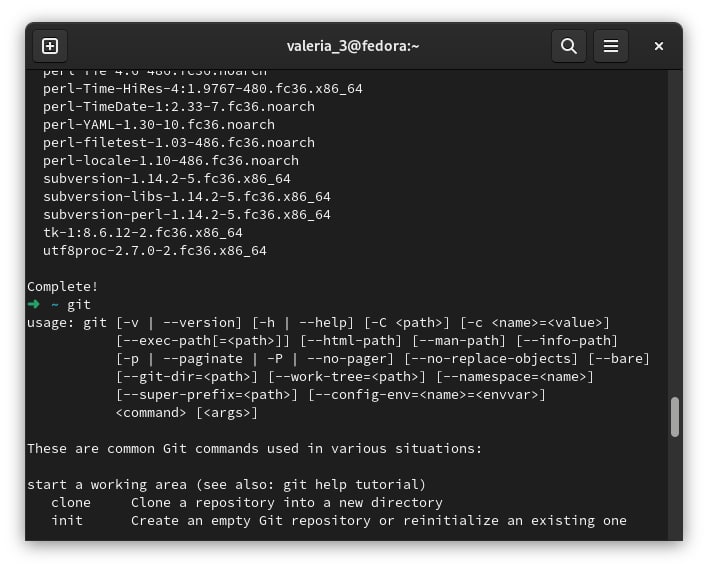 valeria_3@fedora:~
perl-Time-HiRes-4:1.9767-480.fc36.x86_64
perl-TimeDate-1:2.33-7.fc36.noarch
perl-YAML-1.30-10.fc36.noarch
perl-filetest-1.03-486.fc36.noarch
perl-locale-1.10-486.fc36.noarch
subversion-1.14.2-5.fc36.x86_64
subversion-libs-1.14.2-5.fc36.x86_64
subversion-perl-1.14.2-5.fc36.x86_64
tk-1:8.6.12-2.fc36.x86_64
utf8proc-2.7.0-2.fc36.x86_64
Complete!
➜ ~ git
usage: git [-v | --version] [-h | --help] [-C <path>] [-c <name>=<value>]
[--exec-path[=<path>]] [--html-path] [--man-path] [--info-path]
[-p | --paginate | -P | --no-pager] [--no-replace-objects] [--bare]
[--git-dir=<path>] [--work-tree=<path>] [--namespace=<name>]
[--super-prefix=<path>] [--config-env=<name>=<envvar>]
<command> [<args>]
These are common Git commands used in various situations:
start a working area (see also: git help tutorial)
clone Clone a repository into a new directory
init Create an empty Git repository or reinitialize an existing one